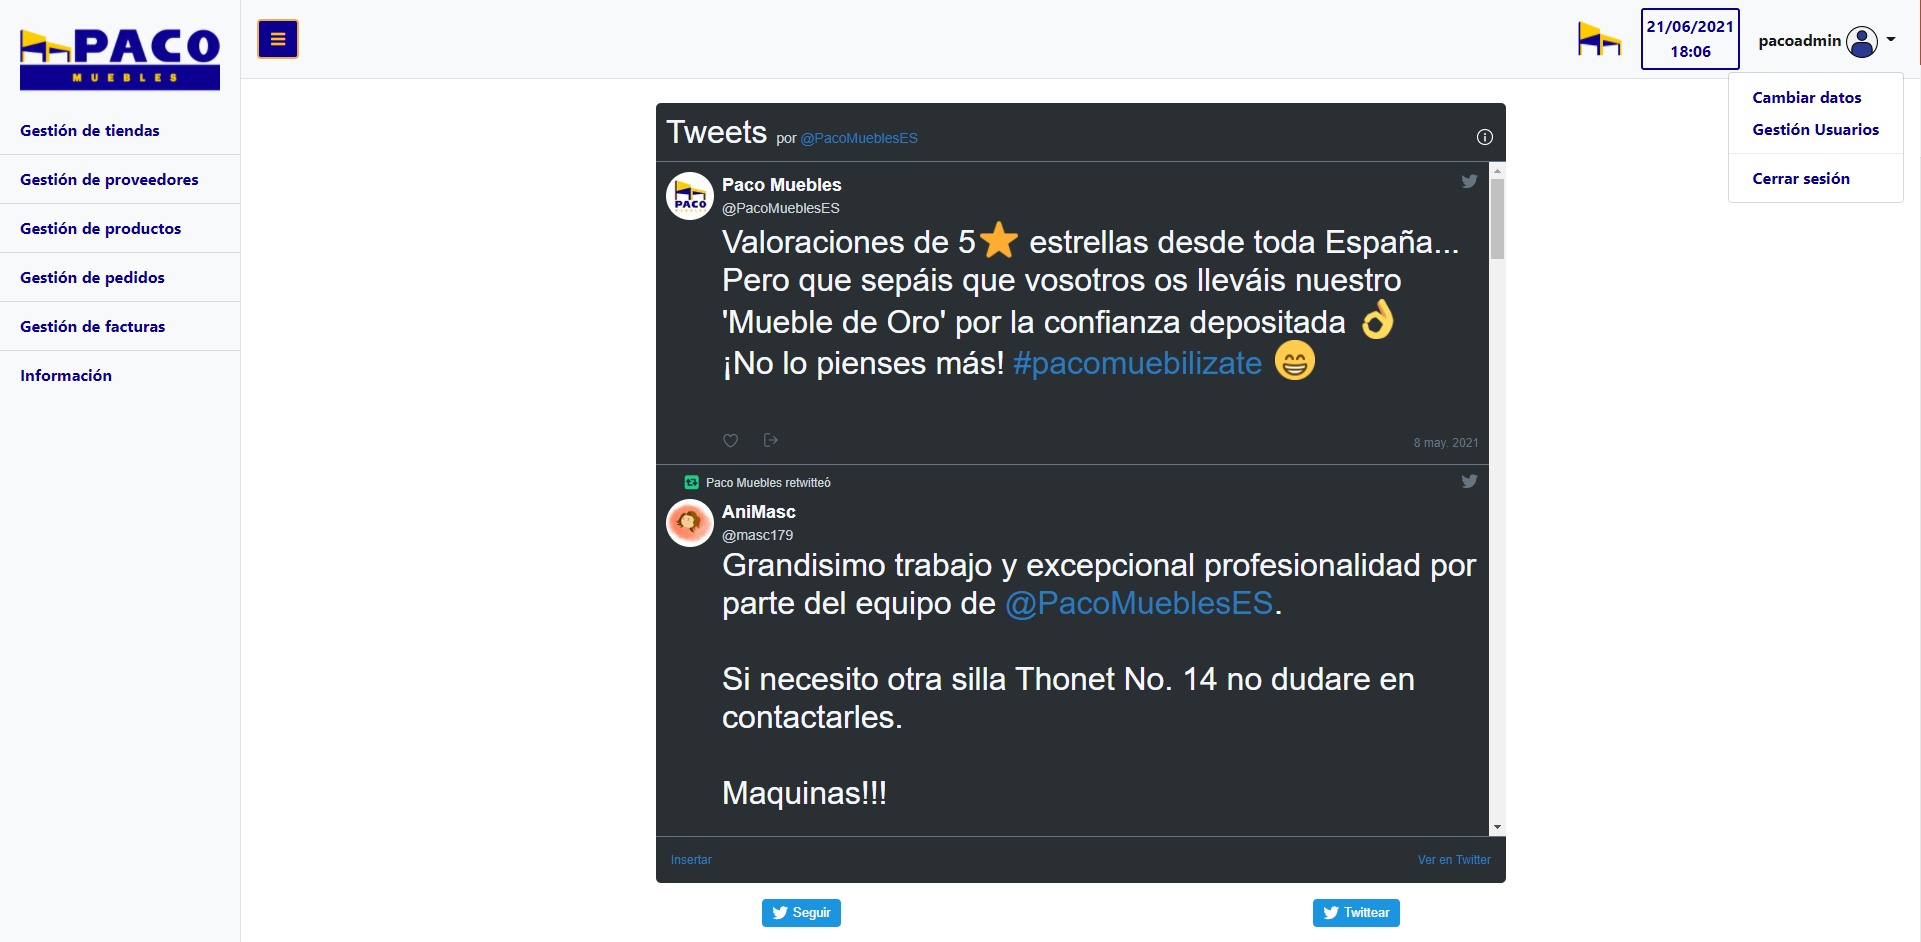 PACO
MUEBLES
Gestión de tiendas
Gestión de proveedores
Gestión de productos
Gestión de pedidos
Gestión de facturas
Información
21/06/2021
18:06
pacoadmin
Cambiar datos
Gestión Usuarios
Cerrar sesión
Tweets por @PacoMueblesES
PACO
Paco Muebles
@PacoMueblesES
Valoraciones de 5⭐ estrellas desde toda España...
Pero que sepáis que vosotros os lleváis nuestro
'Mueble de Oro' por la confianza depositada 👌
¡No lo pienses más! #pacomuebilizate 😁
8 may. 2021
Paco Muebles retwitteó
AniMasc
@masc179
Grandisimo trabajo y excepcional profesionalidad por
parte del equipo de @PacoMueblesES.
Si necesito otra silla Thonet No. 14 no dudare en
contactarles.
Maquinas!!!
Insertar
Ver en Twitter
Seguir
Twittear